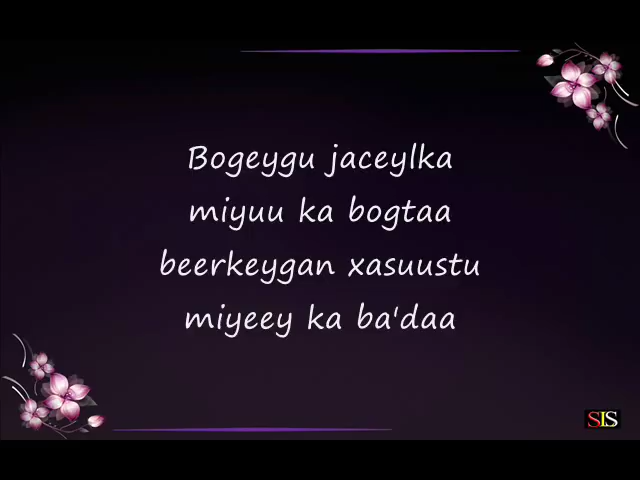 Bogeygu jaceylka
miyuu ka bogtaa
beerkeygan xasuustu
miyeey ka ba'daa
SIS